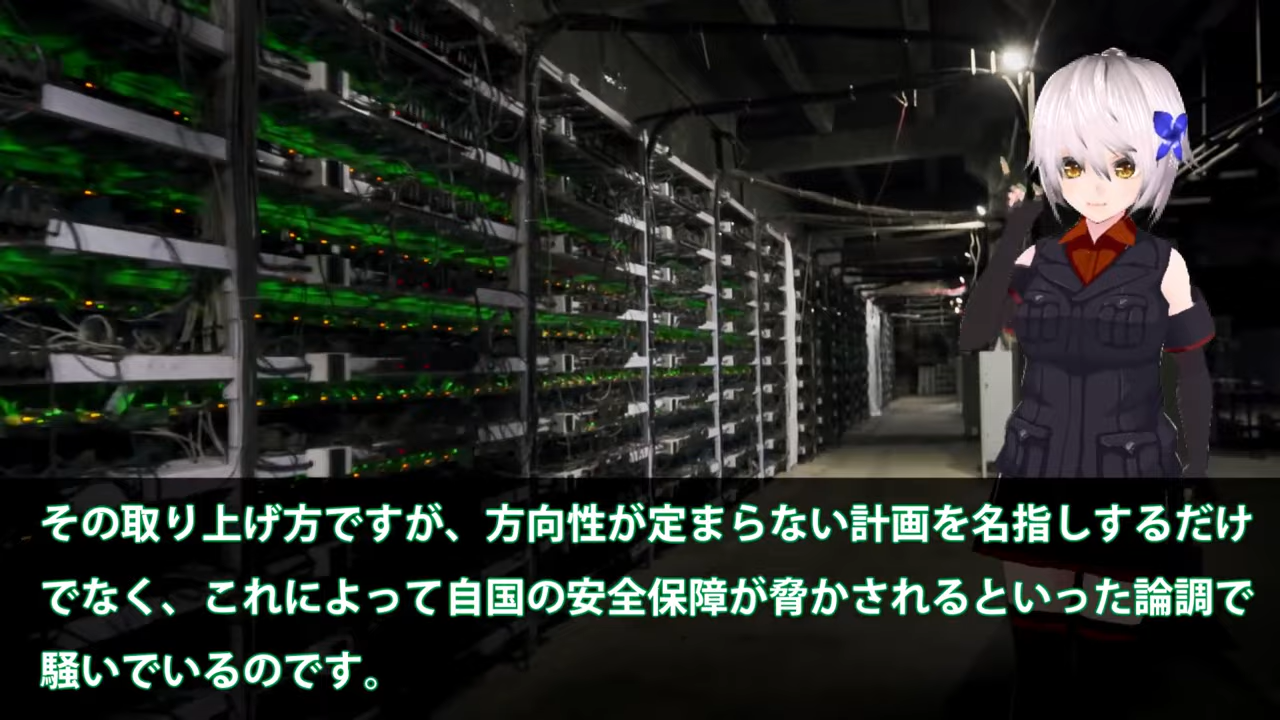 その取り上げ方ですが、方向性が定まらない計画を名指しするだけ
でなく、これによって自国の安全保障が脅かされるといった論調で
騒いでいるのです。